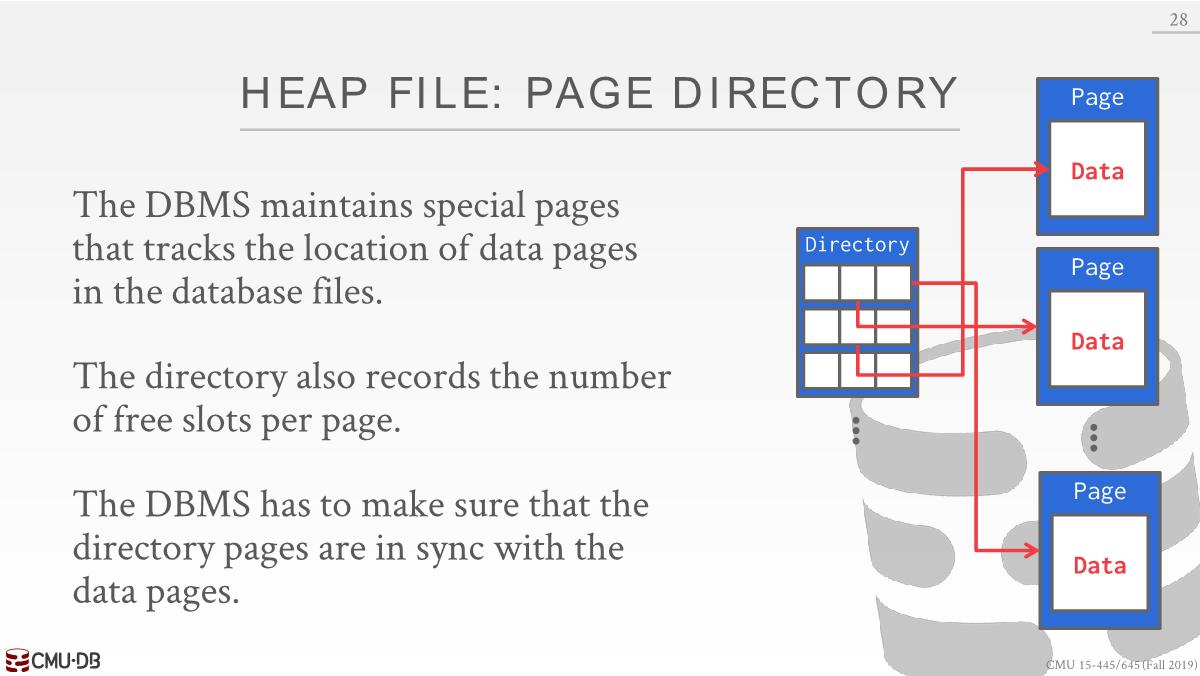 28
HEAP FILE: PAGE DIRECTORY
The DBMS maintains special pages
that tracks the location of data pages
in the database files.
The directory also records the number
of free slots per page.
The DBMS has to make sure that the
directory pages are in sync with the
data pages.
Directory
Page
Data
Page
Data
Page
Data
CMU·DB
CMU 15-445/645 (Fall 2019)